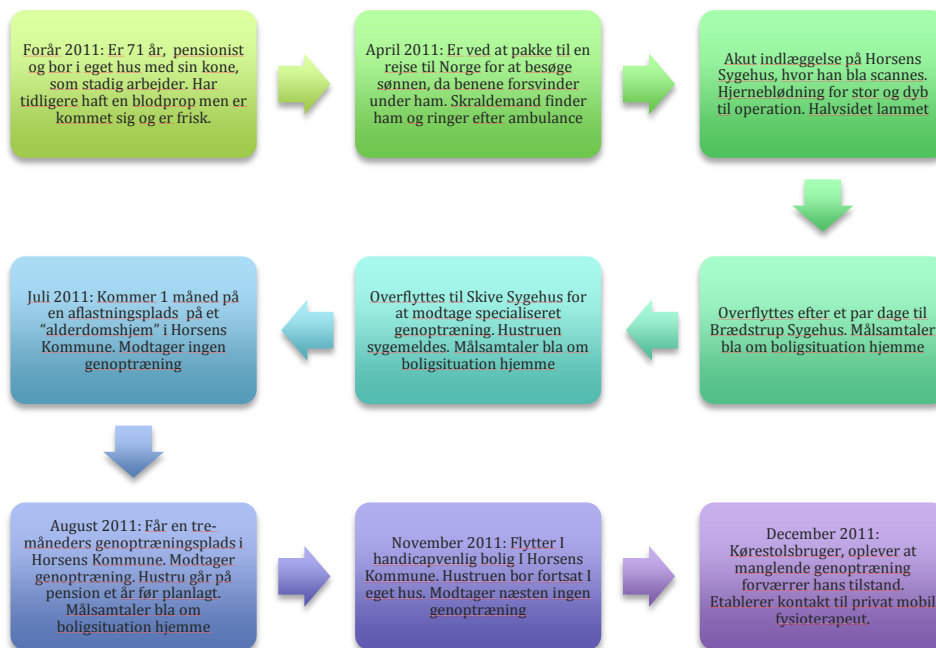 Forår 2011: Er 71 år, pensionist
og bor i eget hus med sin kone,
som stadig arbejder. Har
tidligere haft en blodprop men er
kommet sig og er frisk.
April 2011: Er ved at pakke til en
rejse til Norge for at besøge
sønnen, da benene forsvinder
under ham. Skraldemand finder
ham og ringer efter ambulance
Akut indlæggelse på Horsens
Sygehus, hvor han bla scannes.
Hjerneblødning for stor og dyb
til operation. Halvsidet lammet
Overflyttes efter et par dage til
Brædstrup Sygehus. Målsamtaler
bla om boligsituation hjemme
Overflyttes til Skive Sygehus for
at modtage specialiseret
genoptræning. Hustruen
sygemeldes. Målsamtaler bla om
boligsituation hjemme
Juli 2011: Kommer 1 måned på
en aflastningsplads på et
“alderdomshjem” i Horsens
Kommune. Modtager ingen
genoptræning
August 2011: Får en tre-
måneders genoptræningsplads i
Horsens Kommune. Modtager
genoptræning. Hustru går på
pension et år før planlagt.
Målsamtaler bla om
boligsituation hjemme
November 2011: Flytter I
handicapvenlig bolig I Horsens
Kommune. Hustruen bor fortsat I
eget hus. Modtager næsten ingen
genoptræning
December 2011:
Kørestolsbruger, oplever at
manglende genoptræning
forværrer hans tilstand.
Etablerer kontakt til privat mobil
fysioterapeut.